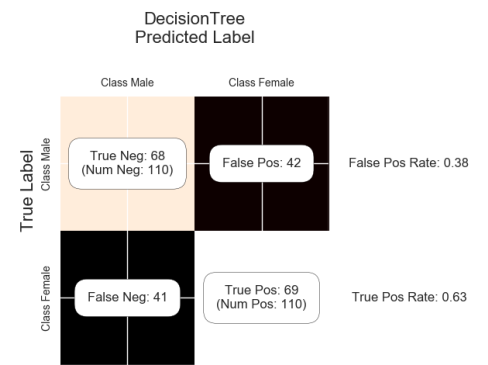 DecisionTree
Predicted Label
Class Male
Class Female
True Label
Class Male
True Neg: 68
(Num Neg: 110)
False Pos: 42
False Pos Rate: 0.38
Class Female
False Neg: 41
True Pos: 69
(Num Pos: 110)
True Pos Rate: 0.63